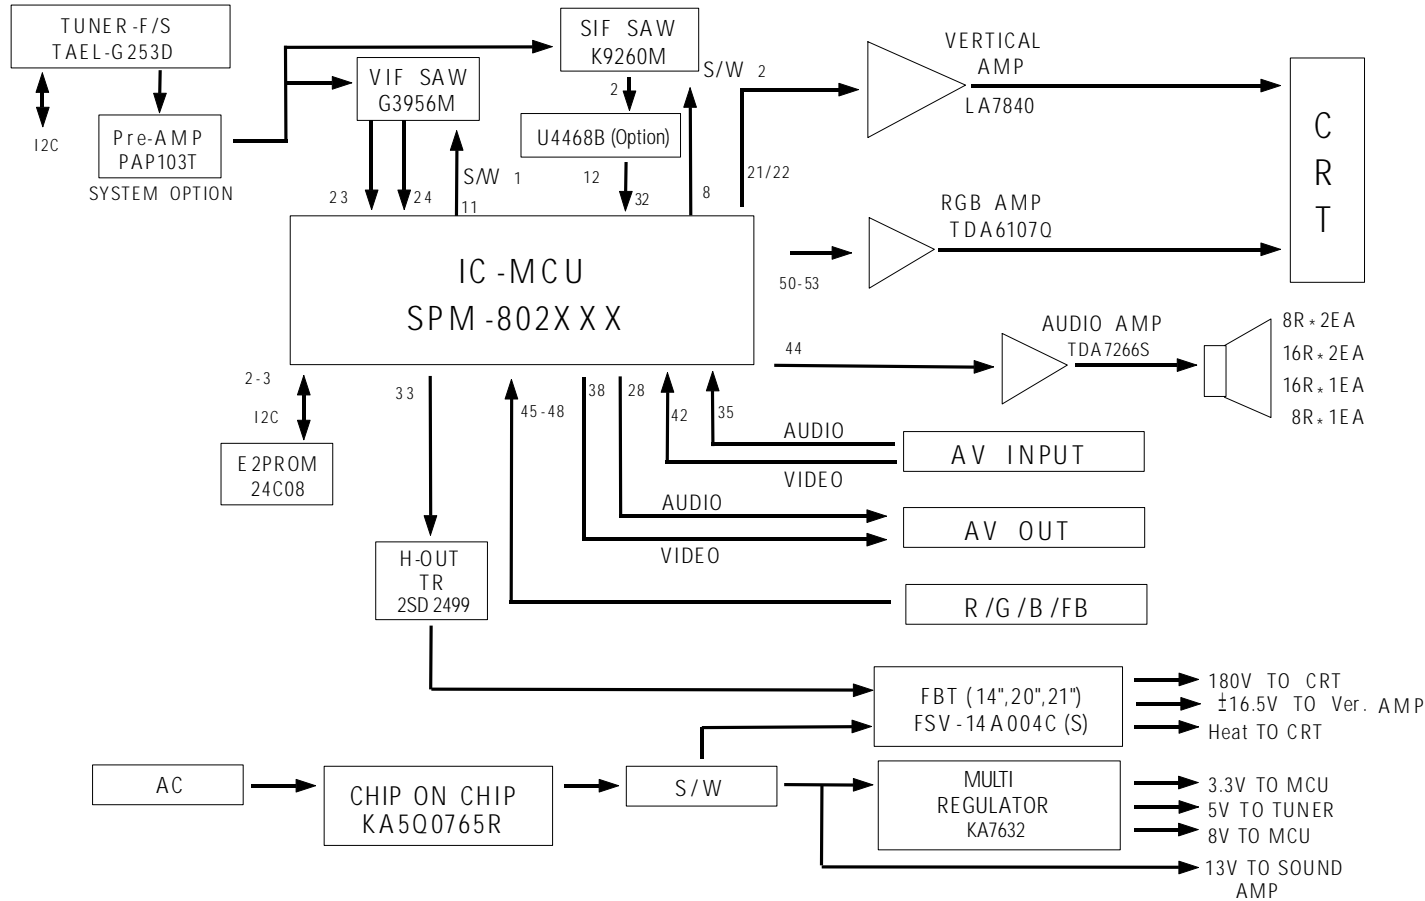 TUNER-F/S
TAEL-G253D
I2C
Pre-AMP
PAP103T
SYSTEM OPTION
VIF SAW
G3956M
SIF SAW
K9260M
S/W 2
2
U4468B (Option)
12
32
8
21/22
23
24
S/W 1
11
VERTICAL
AMP
LA7840
RGB AMP
TDA6107Q
50-53
C
R
T
IC-MCU
SPM-802XXX
44
AUDIO AMP
TDA7266S
8R*2EA
16R*2EA
16R*1EA
8R*1EA
2-3
I2C
E2PROM
24C08
33
45-48
38
28
42
35
AUDIO
VIDEO
AV INPUT
AUDIO
VIDEO
AV OUT
R/G/B/FB
H-OUT
TR
2SD2499
FBT (14",20",21")
FSV-14A004C (S)
180V TO CRT
±16.5V TO Ver. AMP
Heat TO CRT
AC
CHIP ON CHIP
KA5Q0765R
S/W
MULTI
REGULATOR
KA7632
3.3V TO MCU
5V TO TUNER
8V TO MCU
13V TO SOUND
AMP